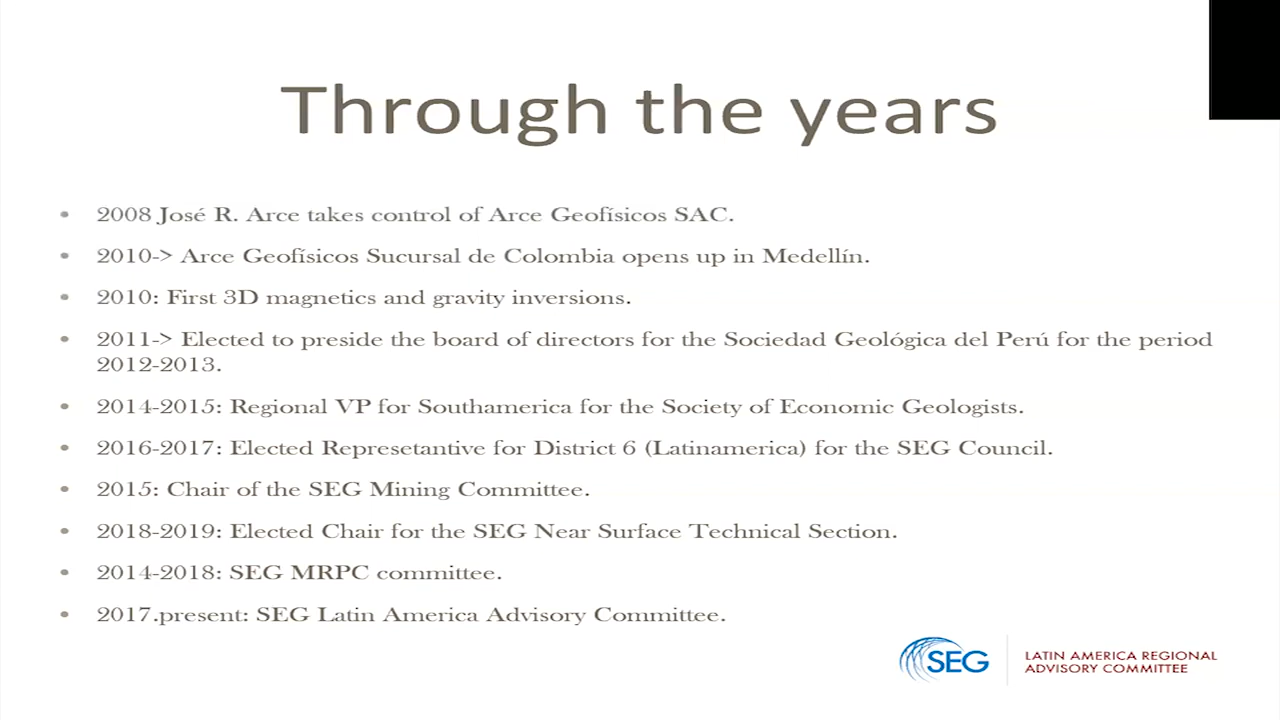 Through the years
• 2008 José R. Arce takes control of Arce Geofísicos SAC.
• 2010-> Arce Geofísicos Sucursal de Colombia opens up in Medellín.
• 2010: First 3D magnetics and gravity inversions.
• 2011-> Elected to preside the board of directors for the Sociedad Geológica del Perú for the period
2012-2013.
• 2014-2015: Regional VP for Southamerica for the Society of Economic Geologists.
• 2016-2017: Elected Represetantive for District 6 (Latinamerica) for the SEG Council.
• 2015: Chair of the SEG Mining Committee.
• 2018-2019: Elected Chair for the SEG Near Surface Technical Section.
• 2014-2018: SEG MRPC committee.
• 2017.present: SEG Latin America Advisory Committee.
SEG
LATIN AMERICA REGIONAL
ADVISORY COMMITTEE